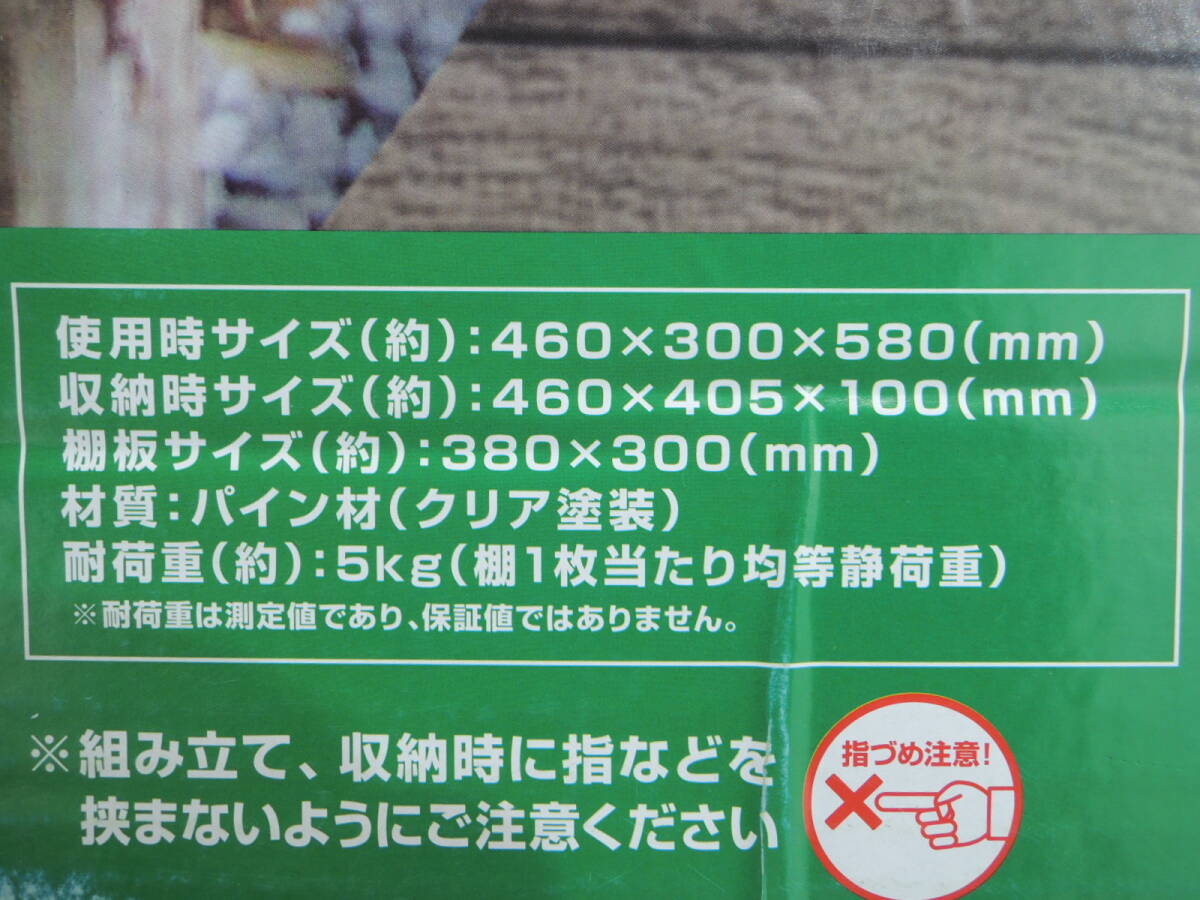 使用時サイズ(約):460×300×580(mm)
収納時サイズ(約):460×405×100(mm)
棚板サイズ(約):380×300(mm)
材質:パイン材(クリア塗装)
耐荷重(約):5kg(棚1枚当たり均等静荷重)
※耐荷重は測定値であり、保証値ではありません。
※組み立て、収納時に指などを
挟まないようにご注意ください
指づめ注意!